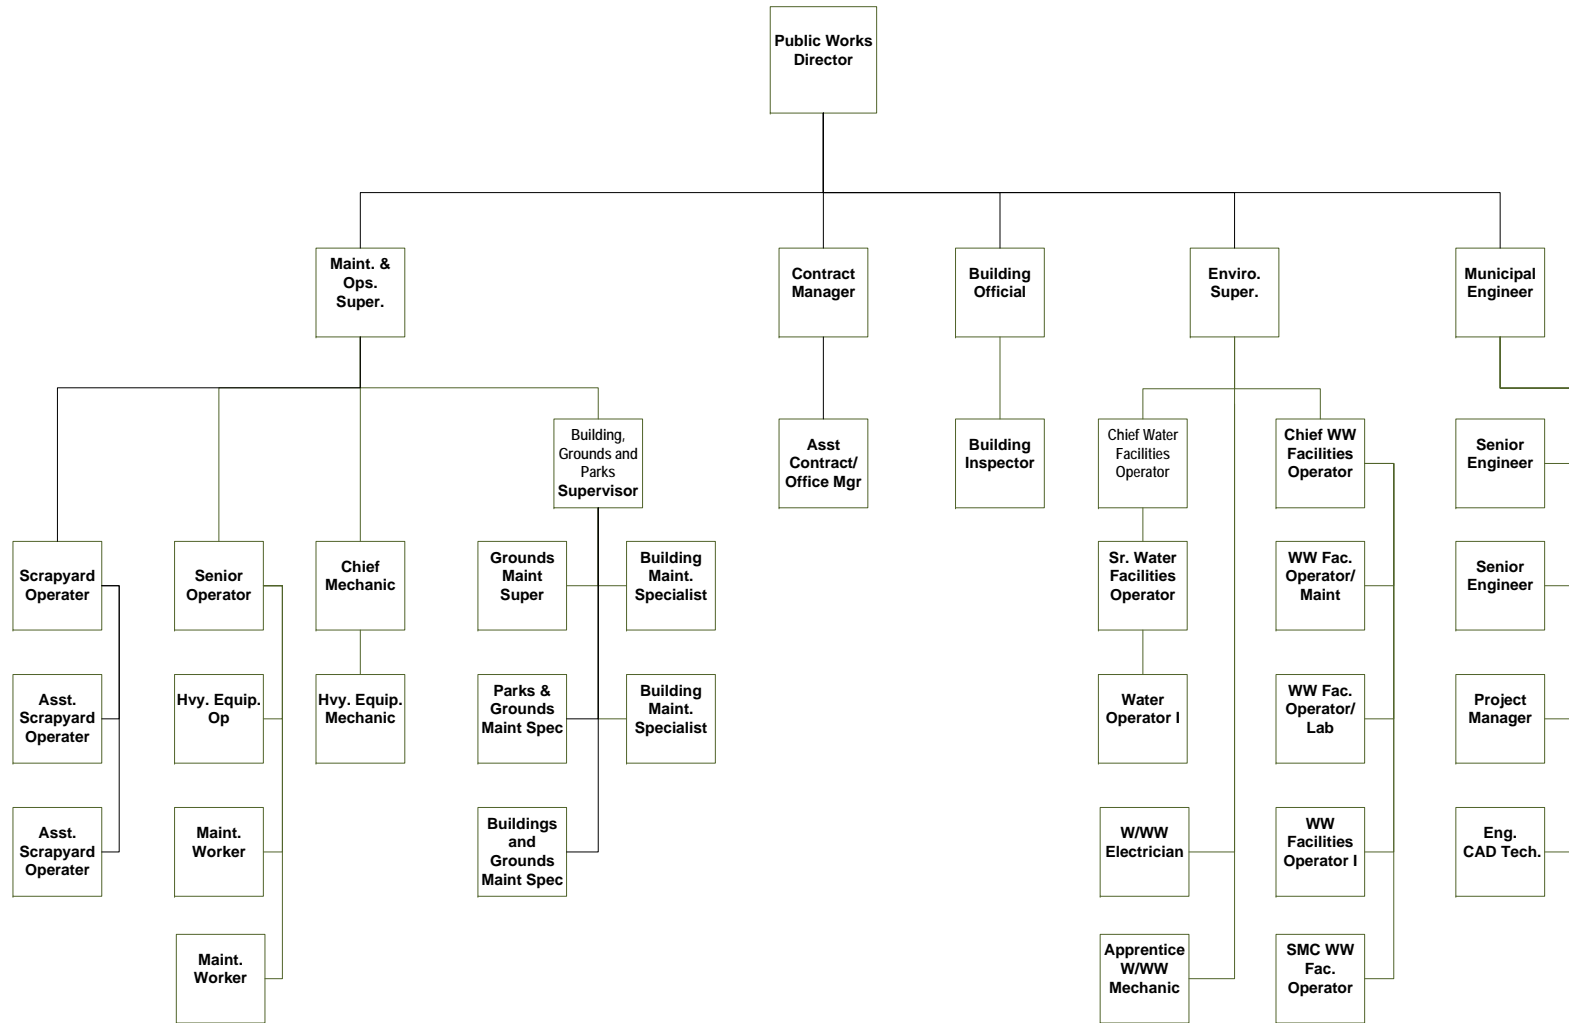 Public Works
Director
Maint. &
Ops.
Super.
Contract
Manager
Building
Official
Enviro.
Super.
Municipal
Engineer
Building,
Grounds and
Parks
Supervisor
Asst
Contract/
Office Mgr
Building
Inspector
Chief Water
Facilities
Operator
Chief WW
Facilities
Operator
Senior
Engineer
Scrapyard
Operater
Senior
Operator
Chief
Mechanic
Grounds
Maint
Super
Building
Maint.
Specialist
Sr. Water
Facilities
Operator
WW Fac.
Operator/
Maint
Senior
Engineer
Asst.
Scrapyard
Operater
Hvy. Equip.
Op
Hvy. Equip.
Mechanic
Parks &
Grounds
Maint Spec
Building
Maint.
Specialist
Water
Operator I
WW Fac.
Operator/
Lab
Project
Manager
Asst.
Scrapyard
Operater
Maint.
Worker
Buildings
and
Grounds
Maint Spec
W/WW
Electrician
WW
Facilities
Operator I
Eng.
CAD Tech.
Maint.
Worker
Apprentice
W/WW
Mechanic
SMC WW
Fac.
Operator